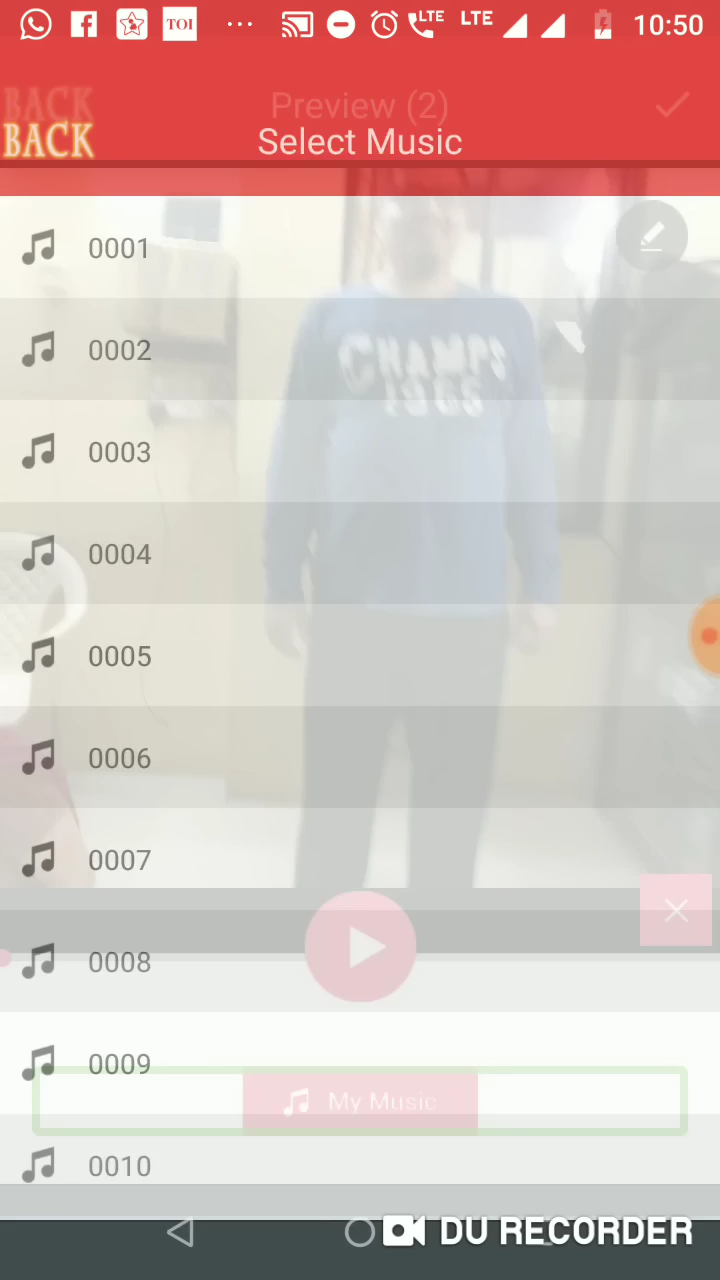 TOI
LTE
LTE
10:50
BACK
Preview (2)
BACK
Select Music
0001
0002
CHAMPS
0003
0004
0005
0006
0007
0008
0009
My Music
0010
DU RECORDER